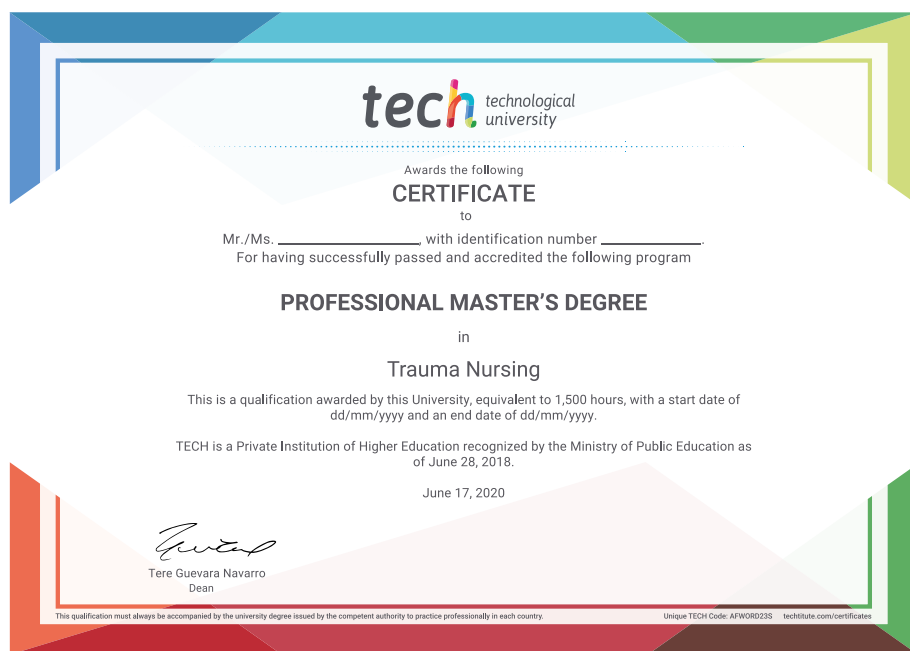 tech technological
university
Awards the following
CERTIFICATE
to
Mr./Ms. ____________________, with identification number ______________.
For having successfully passed and accredited the following program
PROFESSIONAL MASTER'S DEGREE
in
Trauma Nursing
This is a qualification awarded by this University, equivalent to 1,500 hours, with a start date of
dd/mm/yyyy and an end date of dd/mm/yyyy.
TECH is a Private Institution of Higher Education recognized by the Ministry of Public Education as
of June 28, 2018.
June 17, 2020
Tere Guevara Navarro
Dean
This qualification must always be accompanied by the university degree issued by the competent authority to practice professionally in each country.
Unique TECH Code: AFWORD23S techtitute.com/certificates